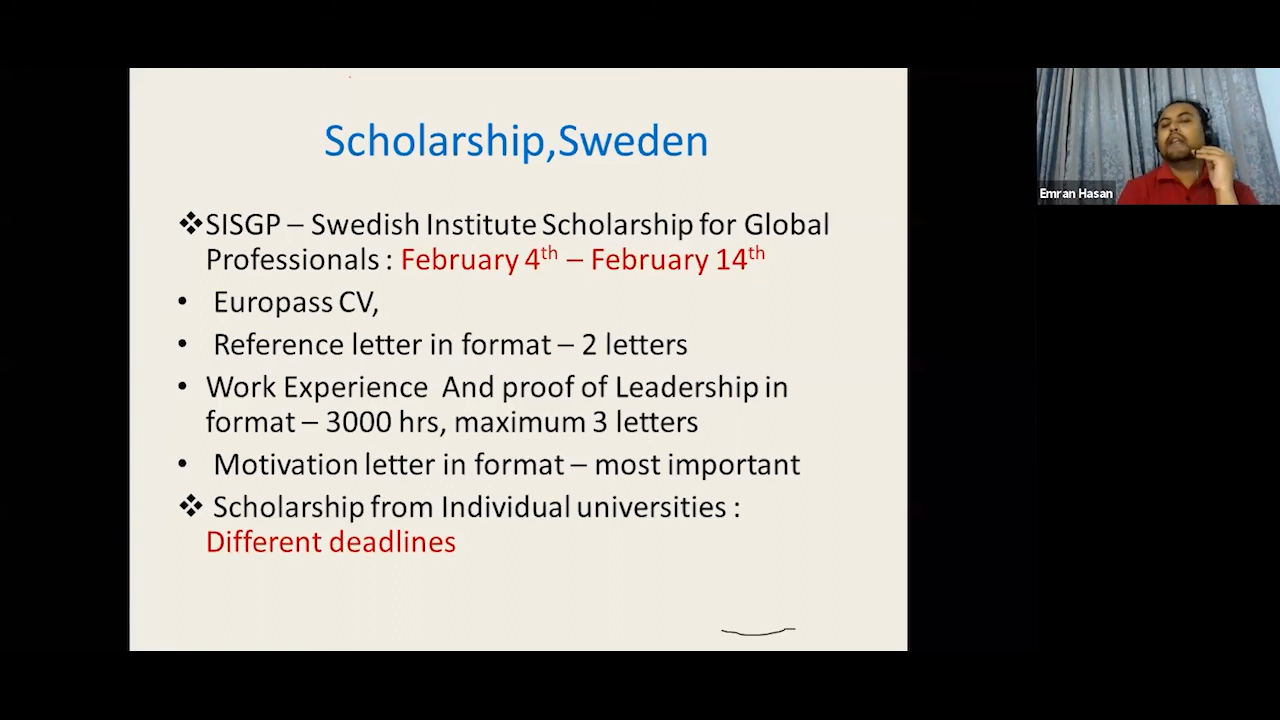 Scholarship,Sweden
❖SISGP – Swedish Institute Scholarship for Global
Professionals : February 4th – February 14th
• Europass CV,
• Reference letter in format – 2 letters
• Work Experience And proof of Leadership in
format – 3000 hrs, maximum 3 letters
• Motivation letter in format – most important
❖ Scholarship from Individual universities :
Different deadlines
Emran Hasan